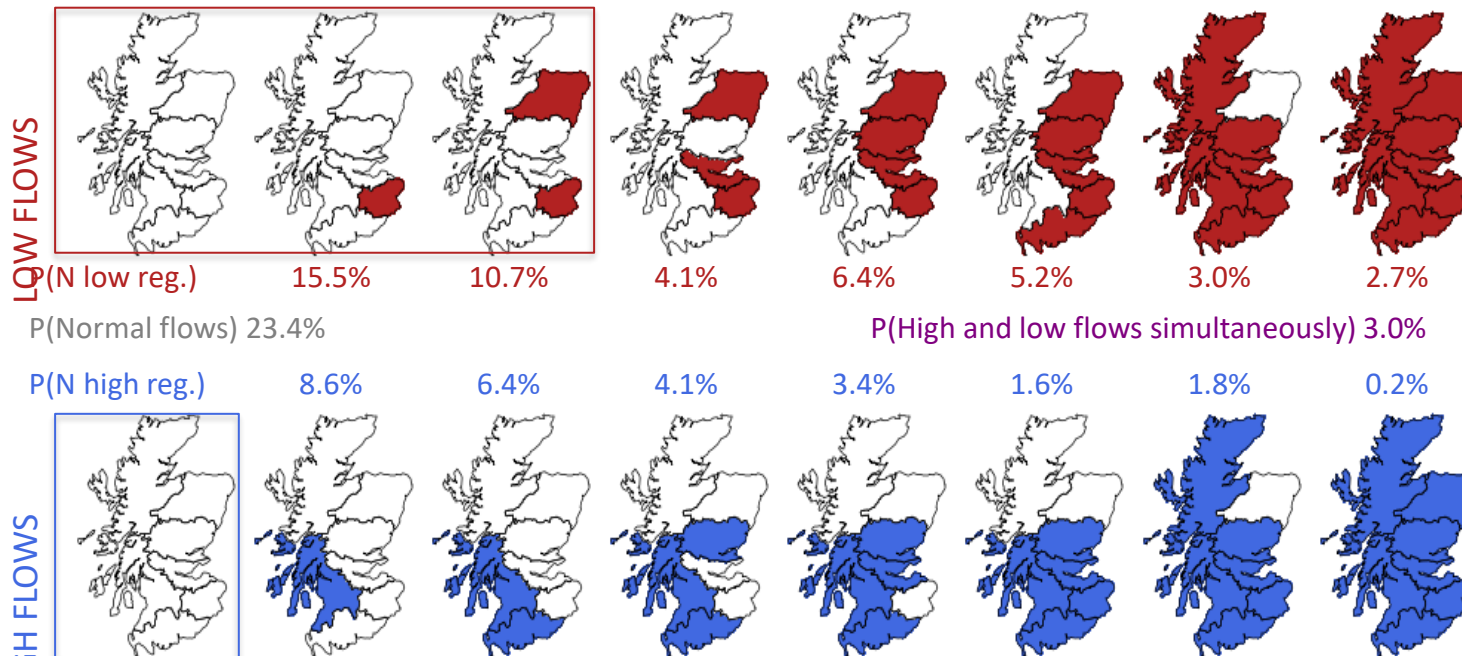 LOW FLOWS
P(N low reg.) 15.5% 10.7% 4.1% 6.4% 5.2% 3.0% 2.7%
P(Normal flows) 23.4% P(High and low flows simultaneously) 3.0%
P(N high reg.) 8.6% 6.4% 4.1% 3.4% 1.6% 1.8% 0.2%
GH FLOWS